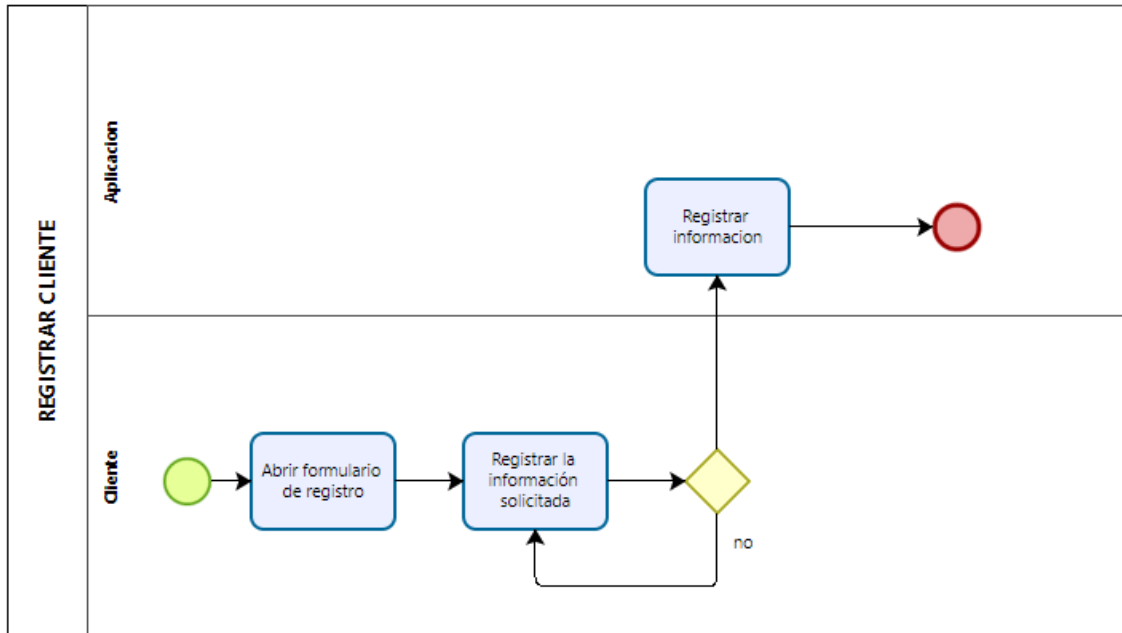 REGISTRAR CLIENTE
Aplicacion
Registrar
informacion
Cliente
Abrir formulario
de registro
Registrar la
información
solicitada
no